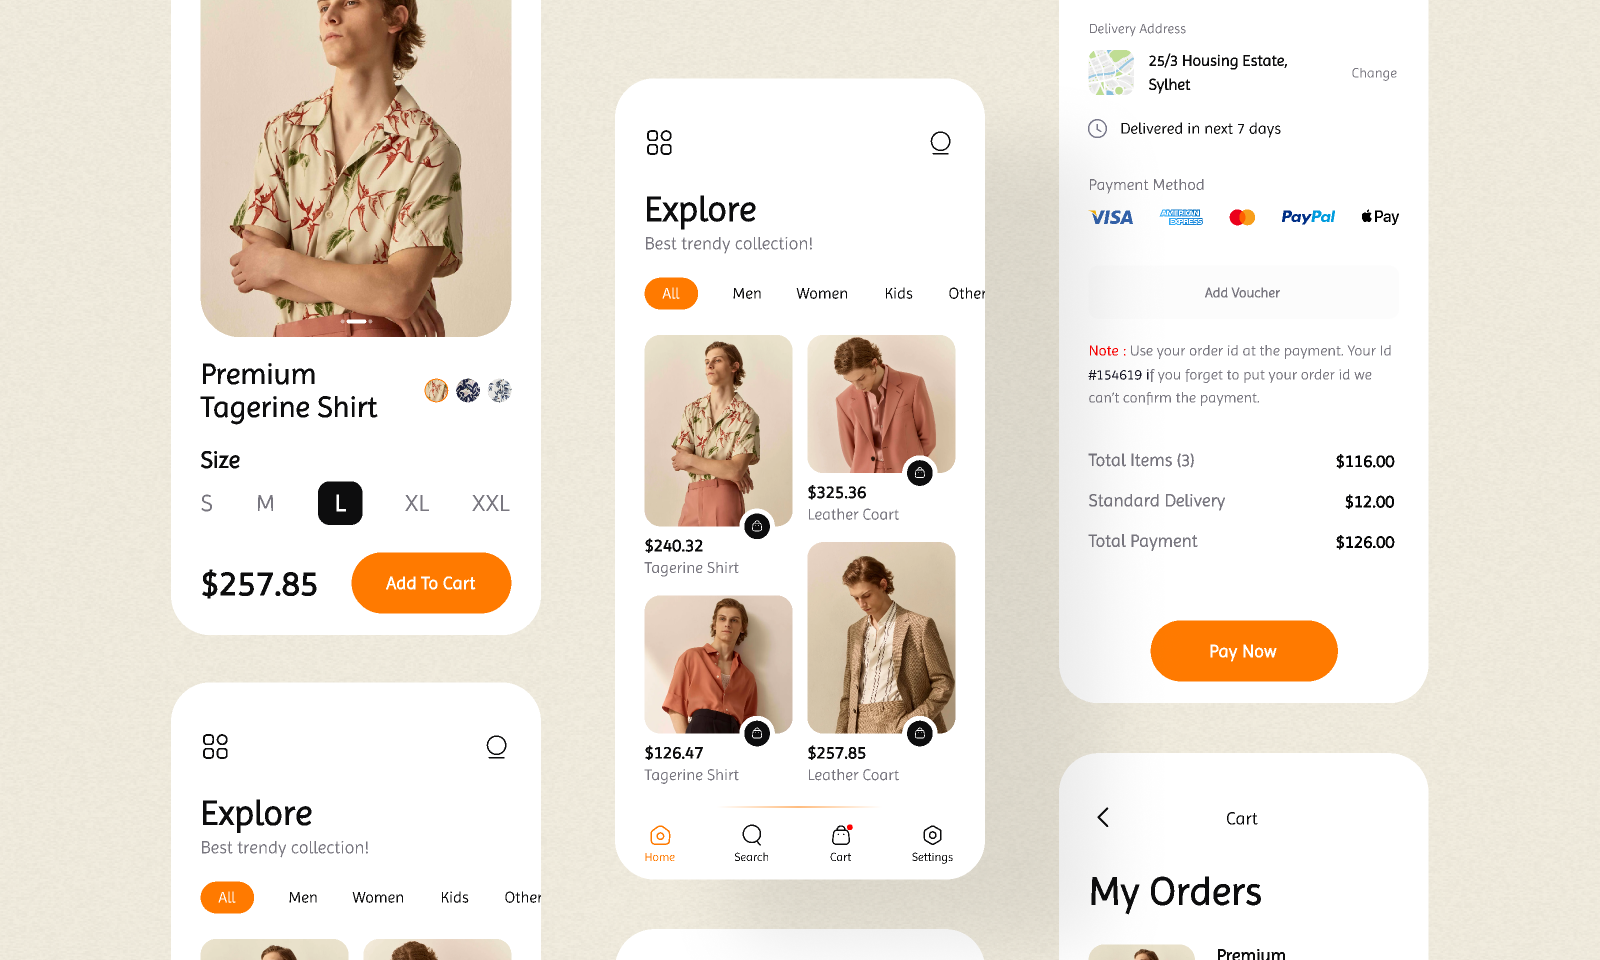 Premium
Tagerine Shirt
Size
S M L XL XXL
$257.85 Add To Cart
Explore
Best trendy collection!
All Men Women Kids Other
Explore
Best trendy collection!
All Men Women Kids Other
$240.32
Tagerine Shirt
$325.36
Leather Coart
$126.47
Tagerine Shirt
$257.85
Leather Coart
Home Search Cart Settings
Delivery Address
25/3 Housing Estate,
Sylhet
Change
Delivered in next 7 days
Payment Method
VISA AMERICAN EXPRESS PayPal Pay
Add Voucher
Note : Use your order id at the payment. Your Id
#154619 if you forget to put your order id we
can't confirm the payment.
Total Items (3) $116.00
Standard Delivery $12.00
Total Payment $126.00
Pay Now
Cart
My Orders
Premium